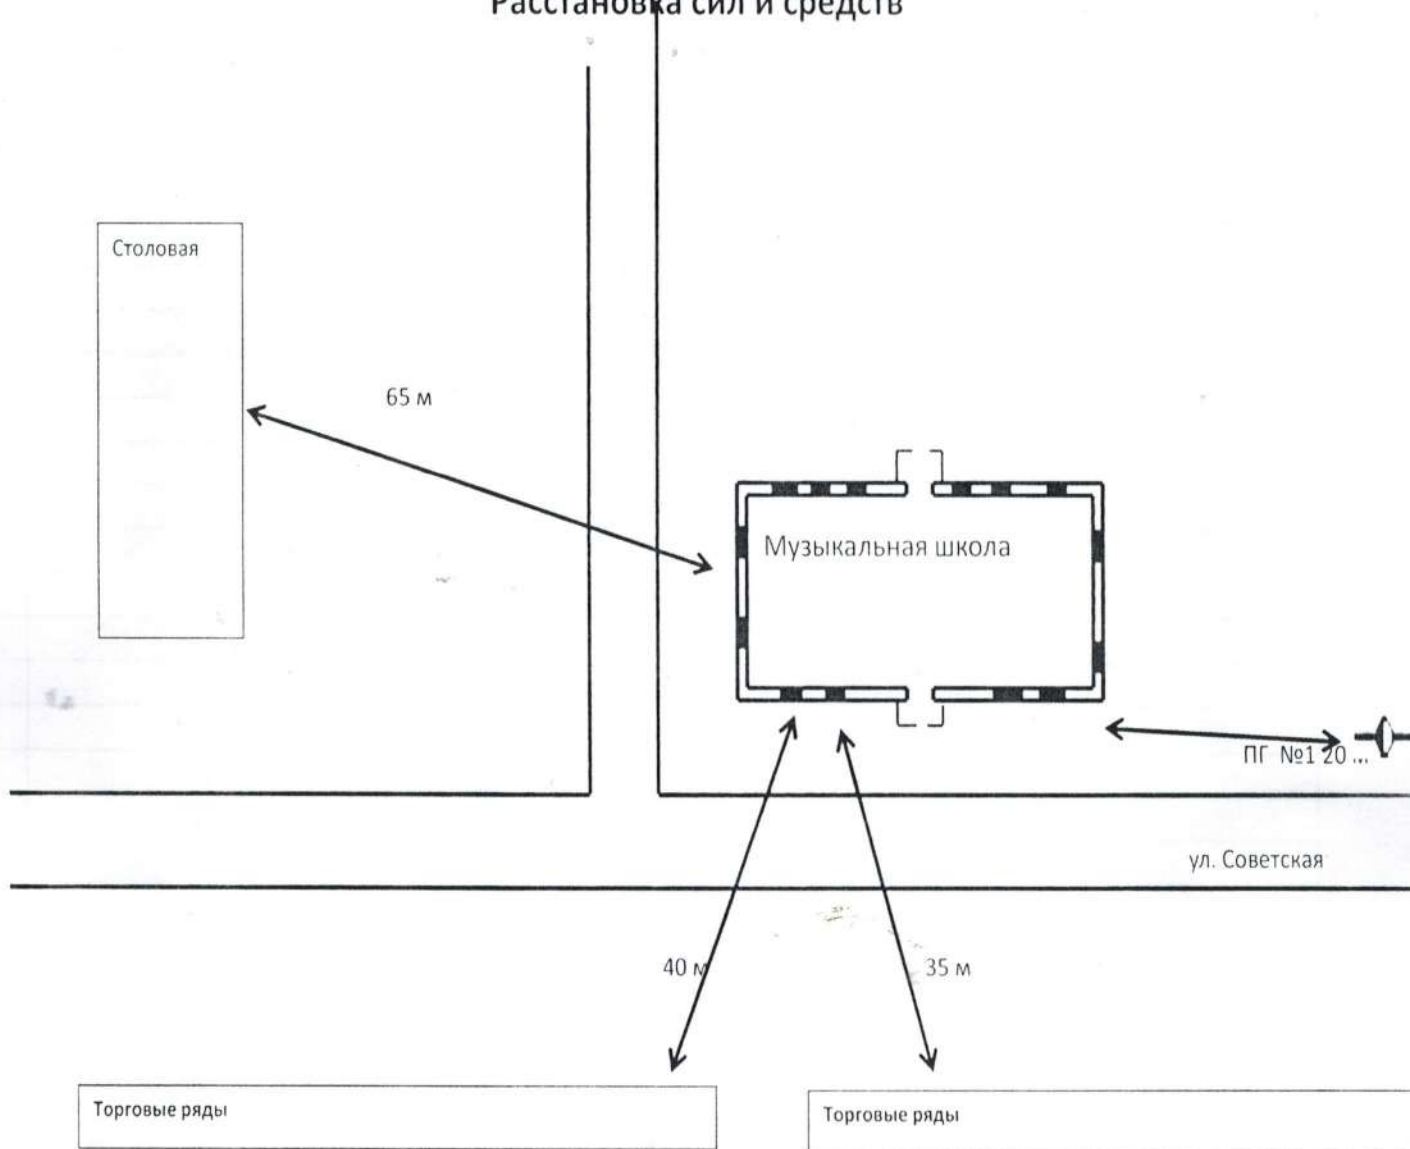 Расстановка сил и средств
Столовая
65 м
Музыкальная школа
ПГ №1 20 ...
ул. Советская
40 м
35 м
Торговые ряды
Торговые ряды